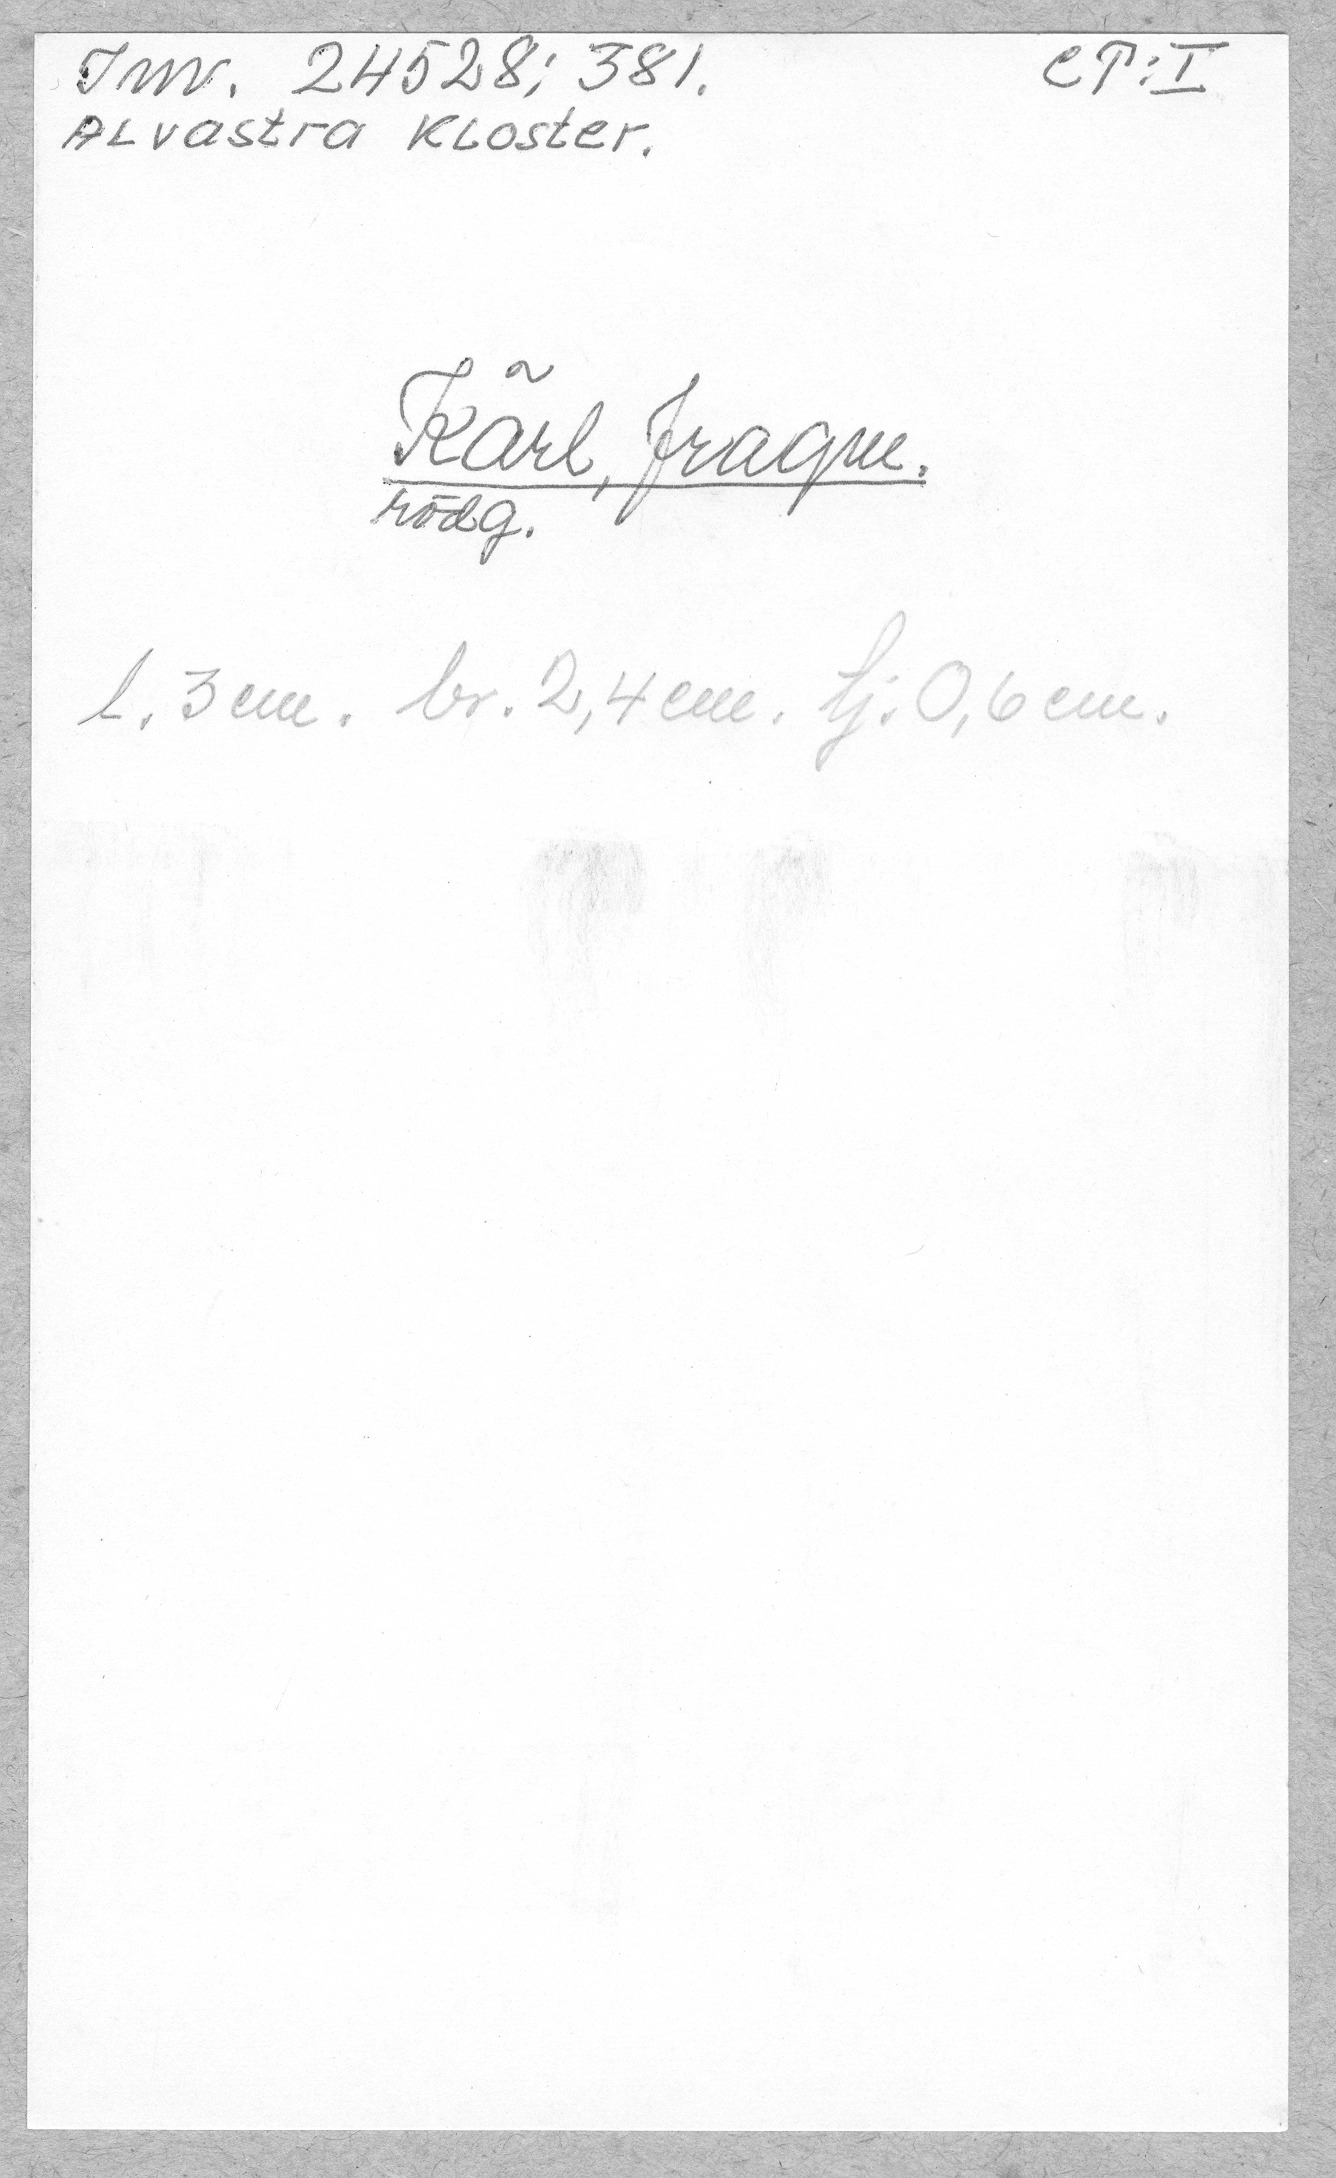 Inv. 24528; 381. CT:I
Alvastra Kloster.
Kärl, fragm.
rödg.
l. 3 cm. br. 2,4 cm. tj. 0,6 cm.